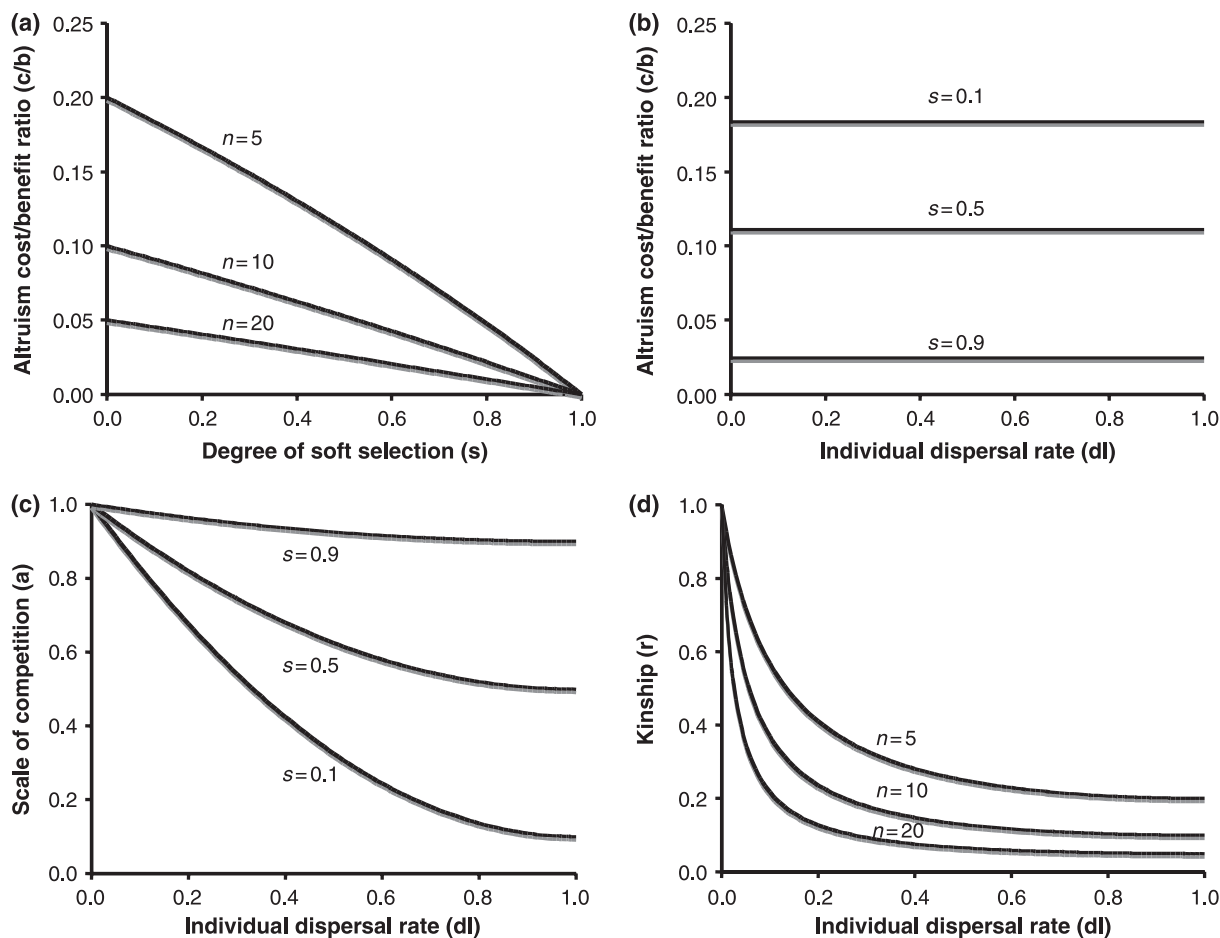 (a)
0.25
0.20
0.15
0.10
0.05
0.00
Altruism cost/benefit ratio (c/b)
n=5
n=10
n=20
0.0 0.2 0.4 0.6 0.8 1.0
Degree of soft selection (s)
(b)
0.25
0.20
0.15
0.10
0.05
0.00
Altruism cost/benefit ratio (c/b)
s=0.1
s=0.5
s=0.9
0.0 0.2 0.4 0.6 0.8 1.0
Individual dispersal rate (dI)
(c)
1.0
0.8
0.6
0.4
0.2
0.0
Scale of competition (a)
s=0.9
s=0.5
s=0.1
0.0 0.2 0.4 0.6 0.8 1.0
Individual dispersal rate (dI)
(d)
1.0
0.8
0.6
0.4
0.2
0.0
Kinship (r)
n=5
n=10
n=20
0.0 0.2 0.4 0.6 0.8 1.0
Individual dispersal rate (dI)